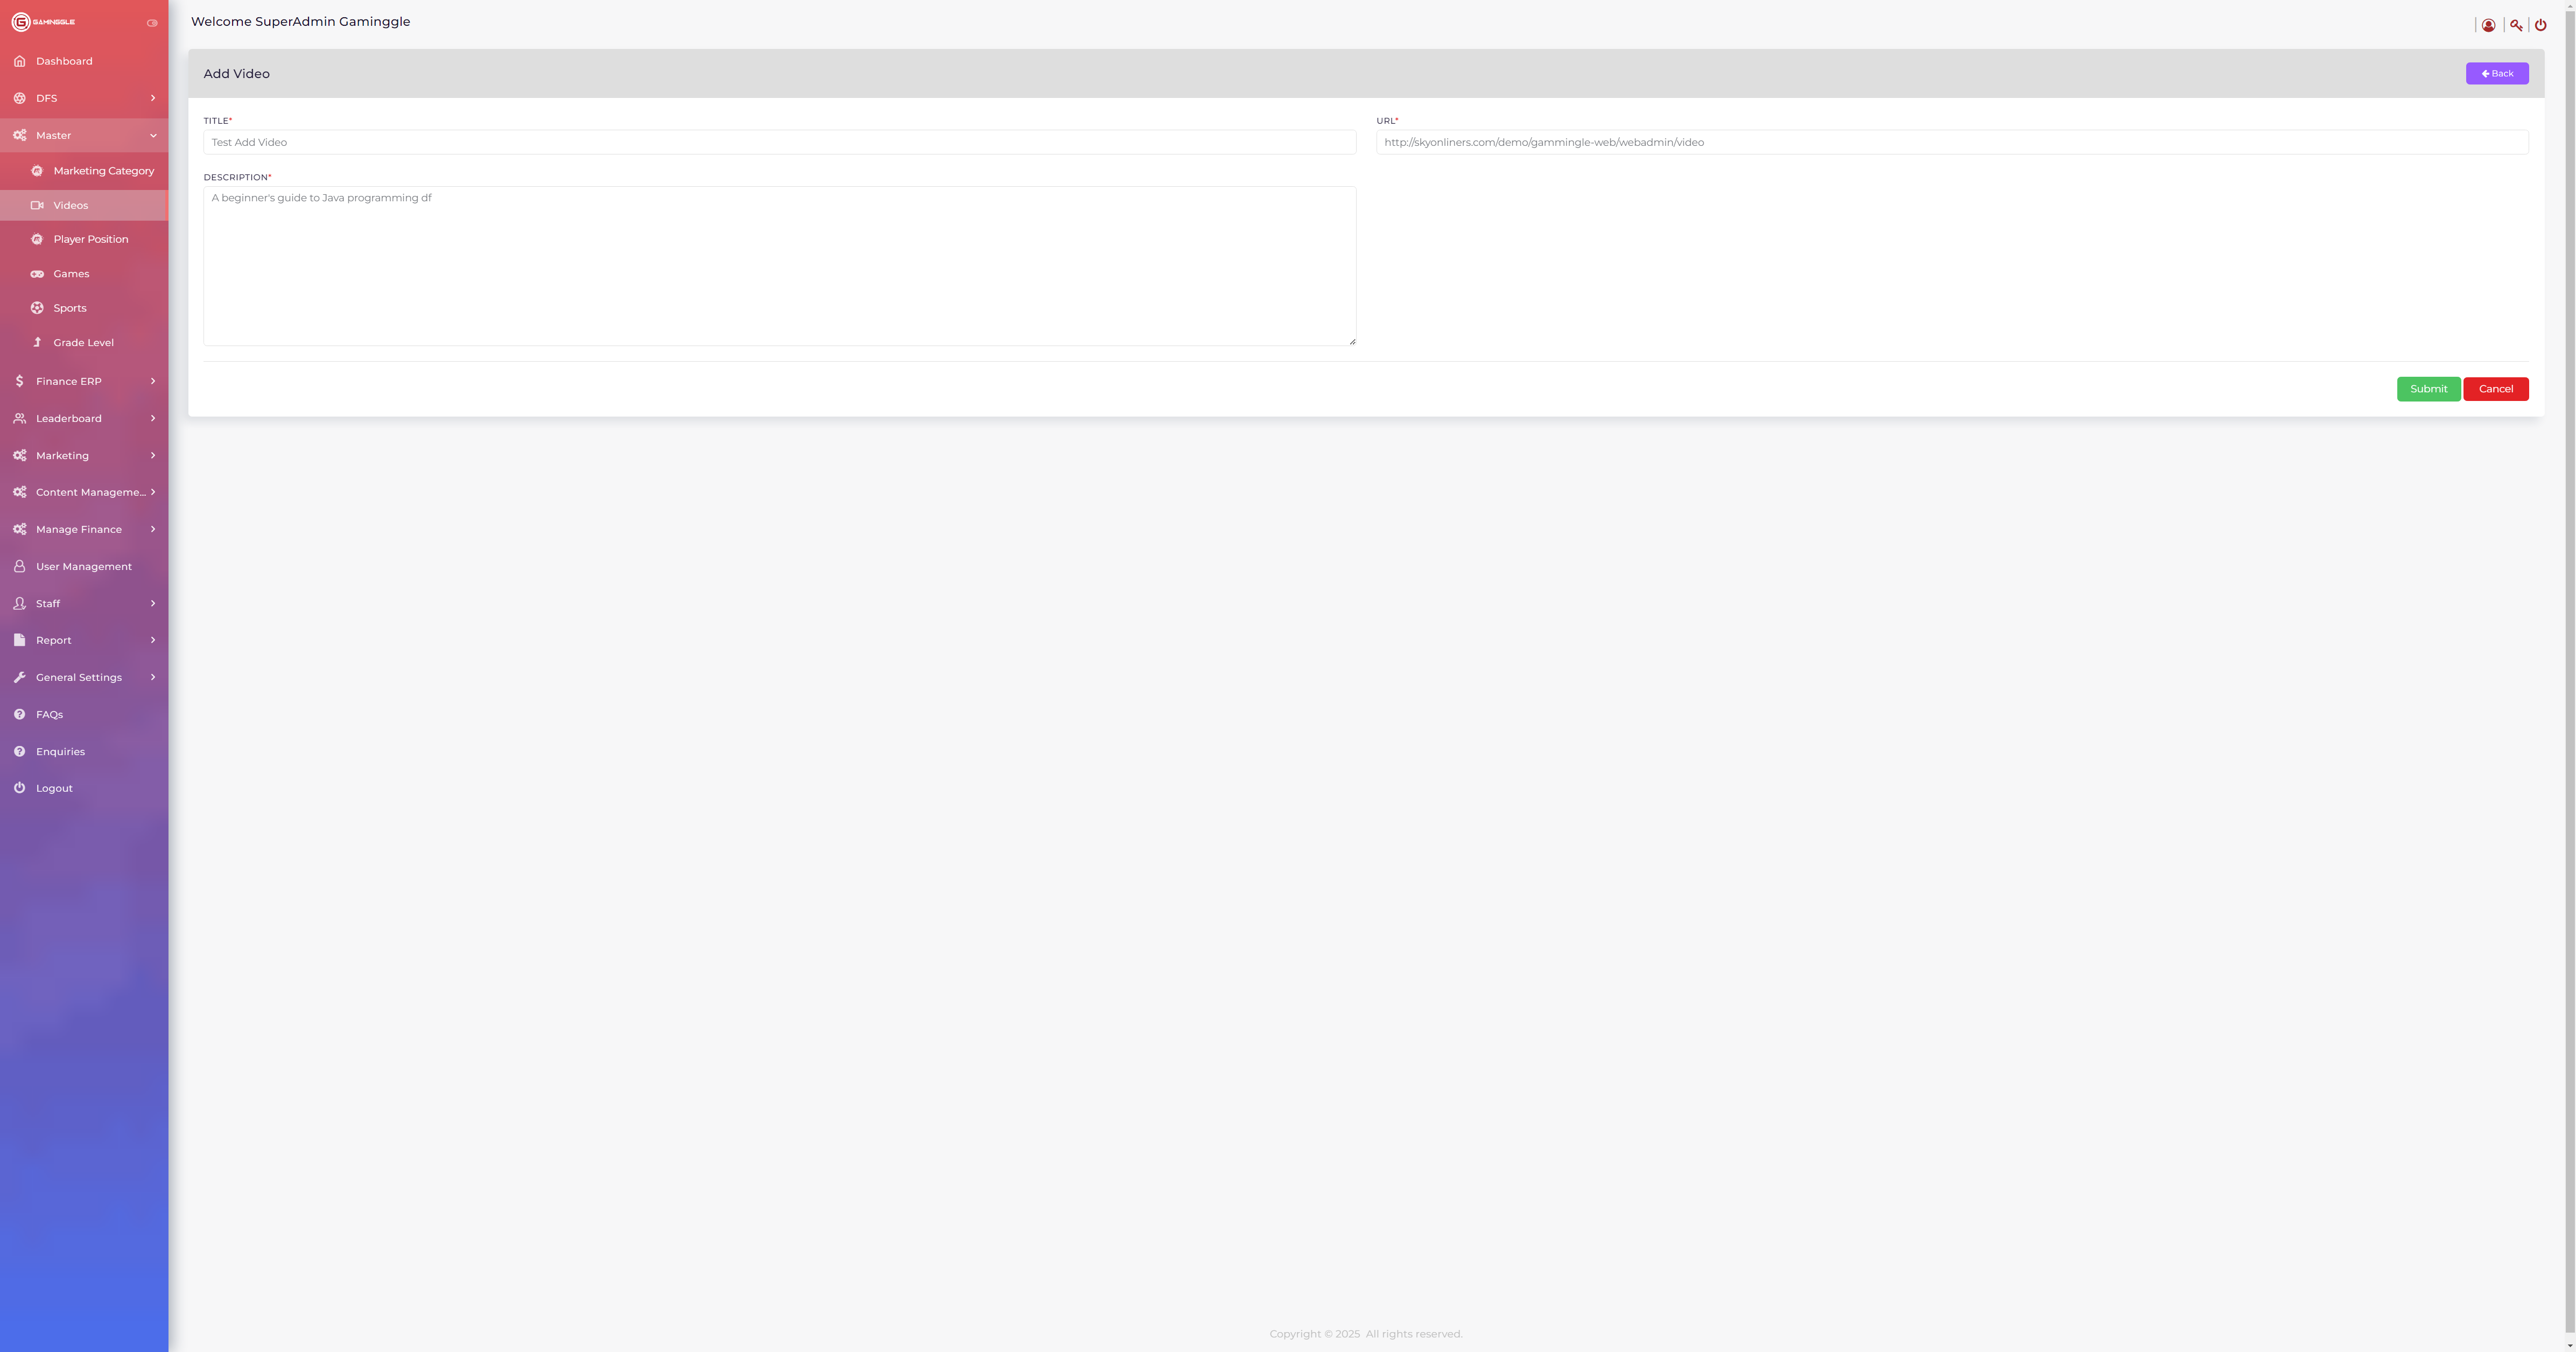 GAMINGGLE
Welcome SuperAdmin Gaminggle
Dashboard
DFS
Master
Marketing Category
Videos
Player Position
Games
Sports
Grade Level
Finance ERP
Leaderboard
Marketing
Content Manageme...
Manage Finance
User Management
Staff
Report
General Settings
FAQs
Enquiries
Logout
Add Video
Back
TITLE*
Test Add Video
URL*
http://skyonliners.com/demo/gammingle-web/webadmin/video
DESCRIPTION*
A beginner's guide to Java programming df
Submit
Cancel
Copyright © 2025 All rights reserved.